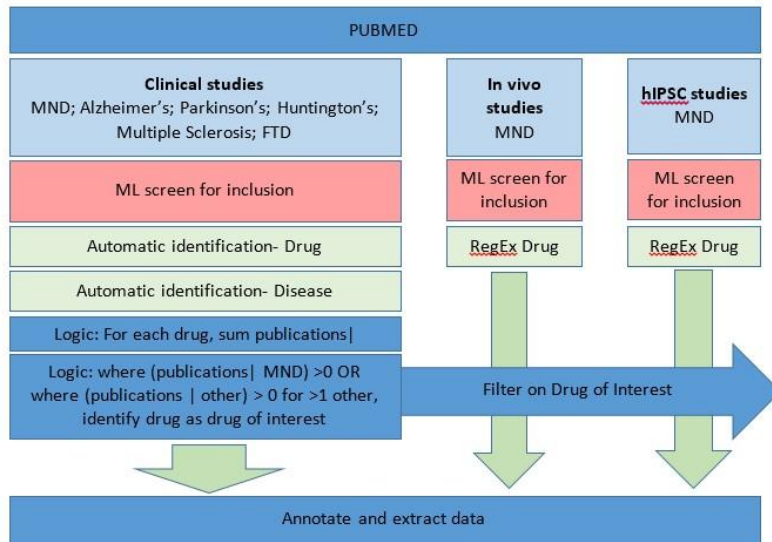 PUBMED
Clinical studies
MND; Alzheimer's; Parkinson's; Huntington's;
Multiple Sclerosis; FTD
ML screen for inclusion
Automatic identification- Drug
Automatic identification- Disease
Logic: For each drug, sum publications|
Logic: where (publications| MND) >0 OR
where (publications | other) > 0 for >1 other,
identify drug as drug of interest
In vivo
studies
MND
ML screen for
inclusion
RegEx Drug
hIPSC studies
MND
ML screen
for inclusion
RegEx Drug
Filter on Drug of Interest
Annotate and extract data